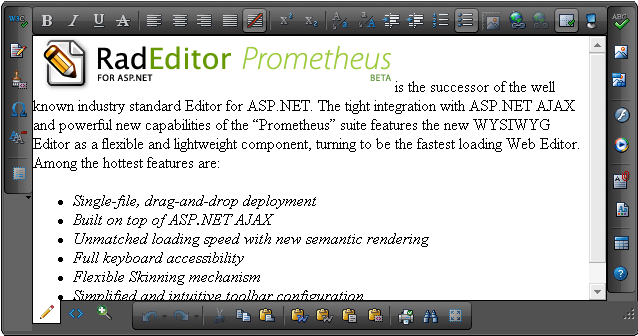 W3C
B I U A
ABC
RadEditor Prometheus
FOR ASP.NET BETA
is the successor of the well
known industry standard Editor for ASP.NET. The tight integration with ASP.NET AJAX
and powerful new capabilities of the “Prometheus” suite features the new WYSIWYG
Editor as a flexible and lightweight component, turning to be the fastest loading Web Editor.
Among the hottest features are:
• Single-file, drag-and-drop deployment
• Built on top of ASP.NET AJAX
• Unmatched loading speed with new semantic rendering
• Full keyboard accessibility
• Flexible Skinning mechanism
• Simplified and intuitive toolbar configuration